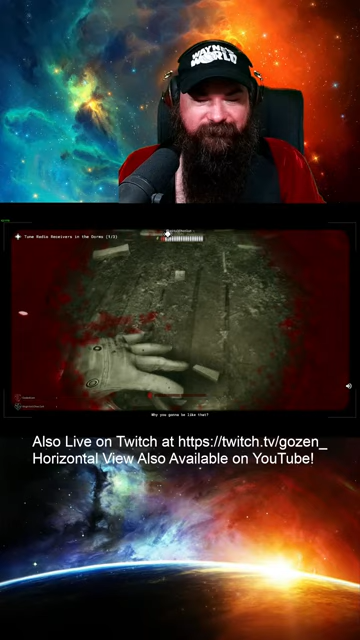 WAYNE'S
WORLD
Tune Radio Receivers in the Dorms (1/3)
Why you gonna be like that?
Also Live on Twitch at https://twitch.tv/gozen_
Horizontal View Also Available on YouTube!